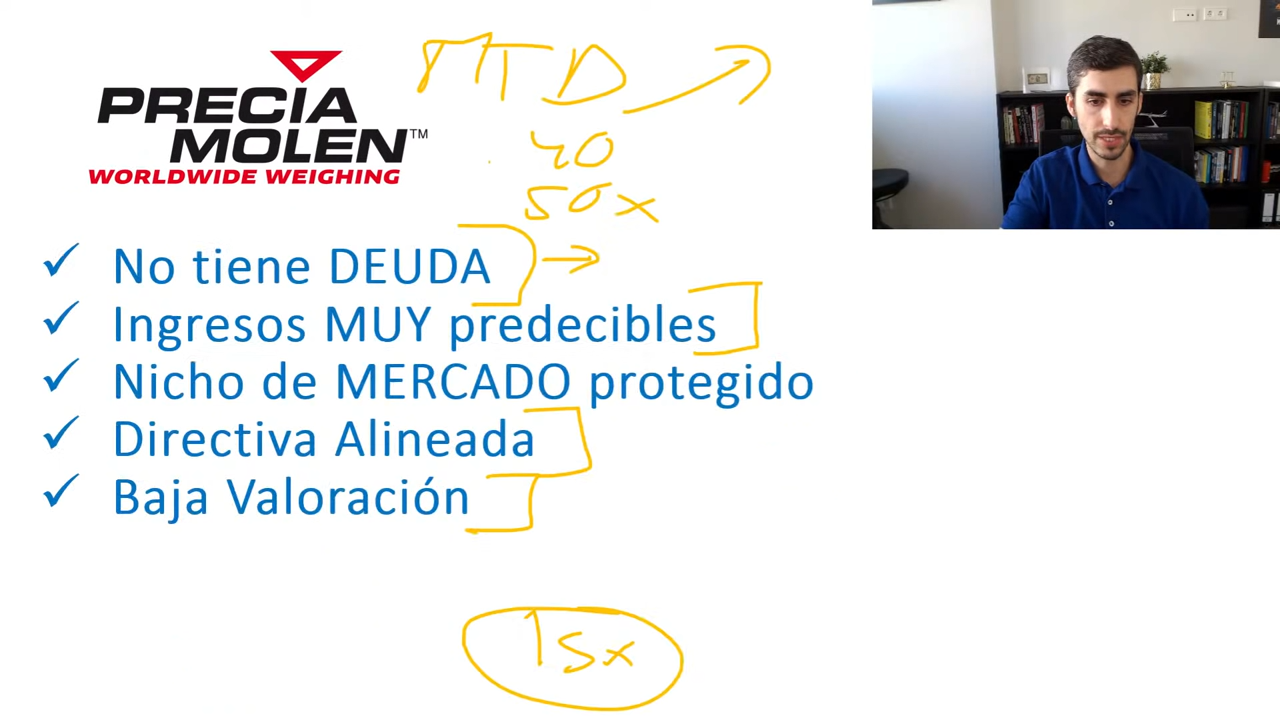 PRECIA
MOLEN™
WORLDWIDE WEIGHING
MTD
40
50x
✓ No tiene DEUDA
✓ Ingresos MUY predecibles
✓ Nicho de MERCADO protegido
✓ Directiva Alineada
✓ Baja Valoración
15x